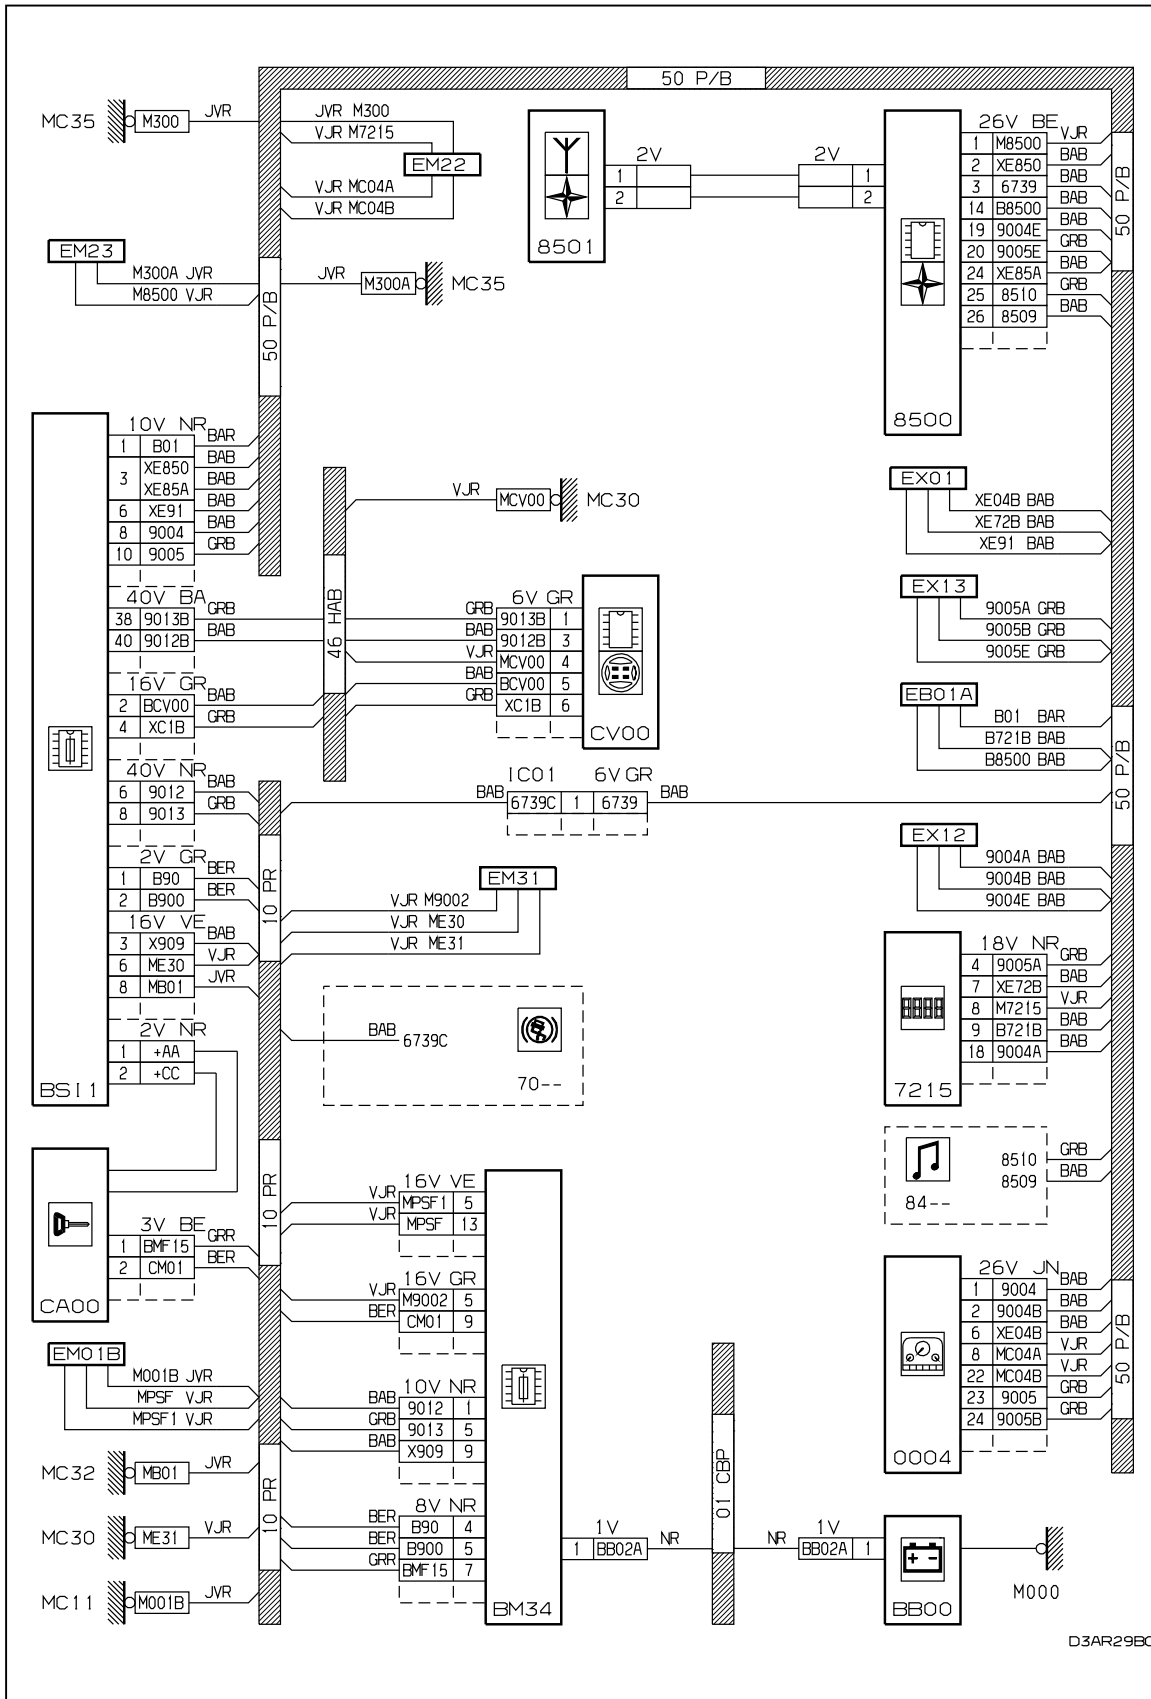 50 P/B
MC35 M300 JVR
JVR M300
VJR M7215
EM22
VJR MC04A
VJR MC04B
EM23
M300A JVR
M8500 VJR
50 P/B
JVR M300A MC35
2V
1
2
8501
2V
1
2
8500
26V BE
1 M8500 VJR
2 XE850 BAB
3 6739 BAB
14 B8500 BAB
19 9004E BAB
20 9005E GRB
24 XE85A BAB
25 8510 GRB
26 8509 BAB
50 P/B
10V NR
1 B01 BAR
3 XE850 BAB
XE85A BAB
6 XE91 BAB
8 9004 BAB
10 9005 GRB
40V BA
38 9013B GRB
40 9012B BAB
16V GR
2 BCV00 BAB
4 XC1B GRB
40V NR
6 9012 BAB
8 9013 GRB
2V GR
1 B90 BER
2 B900 BER
16V VE
3 X909 BAB
6 ME30 VJR
8 MB01 JVR
2V NR
1 +AA
2 +CC
BSI1
46 HAB
VJR MCV00 MC30
6V GR
GRB 9013B 1
BAB 9012B 3
VJR MCV00 4
BAB BCV00 5
GRB XC1B 6
CV00
EX01
XE04B BAB
XE72B BAB
XE91 BAB
EX13
9005A GRB
9005B GRB
9005E GRB
EB01A
B01 BAR
B721B BAB
B8500 BAB
50 P/B
IC01 6V GR
BAB 6739C 1 6739 BAB
EX12
9004A BAB
9004B BAB
9004E BAB
10 PR
EM31
VJR M9002
VJR ME30
VJR ME31
BAB 6739C
70--
18V NR
4 9005A GRB
7 XE72B BAB
8 M7215 VJR
9 B721B BAB
18 9004A BAB
7215
8510 GRB
8509 BAB
84--
3V BE
1 BMF15 GRR
2 CM01 BER
CA00
10 PR
16V VE
VJR MPSF1 5
VJR MPSF 13
16V GR
VJR M9002 5
BER CM01 9
10V NR
BAB 9012 1
GRB 9013 5
BAB X909 9
8V NR
BER B90 4
BER B900 5
GRR BMF15 7
BM34
26V JN
1 9004 BAB
2 9004B BAB
6 XE04B BAB
8 MC04A VJR
22 MC04B VJR
23 9005 GRB
24 9005B GRB
0004
50 P/B
EM01B
M001B JVR
MPSF VJR
MPSF1 VJR
MC32 MB01 JVR
MC30 ME31 VJR
MC11 M001B JVR
10 PR
1V
1 BB02A NR
01 CBP
1V
NR BB02A 1
BB00
M000
D3AR29BC